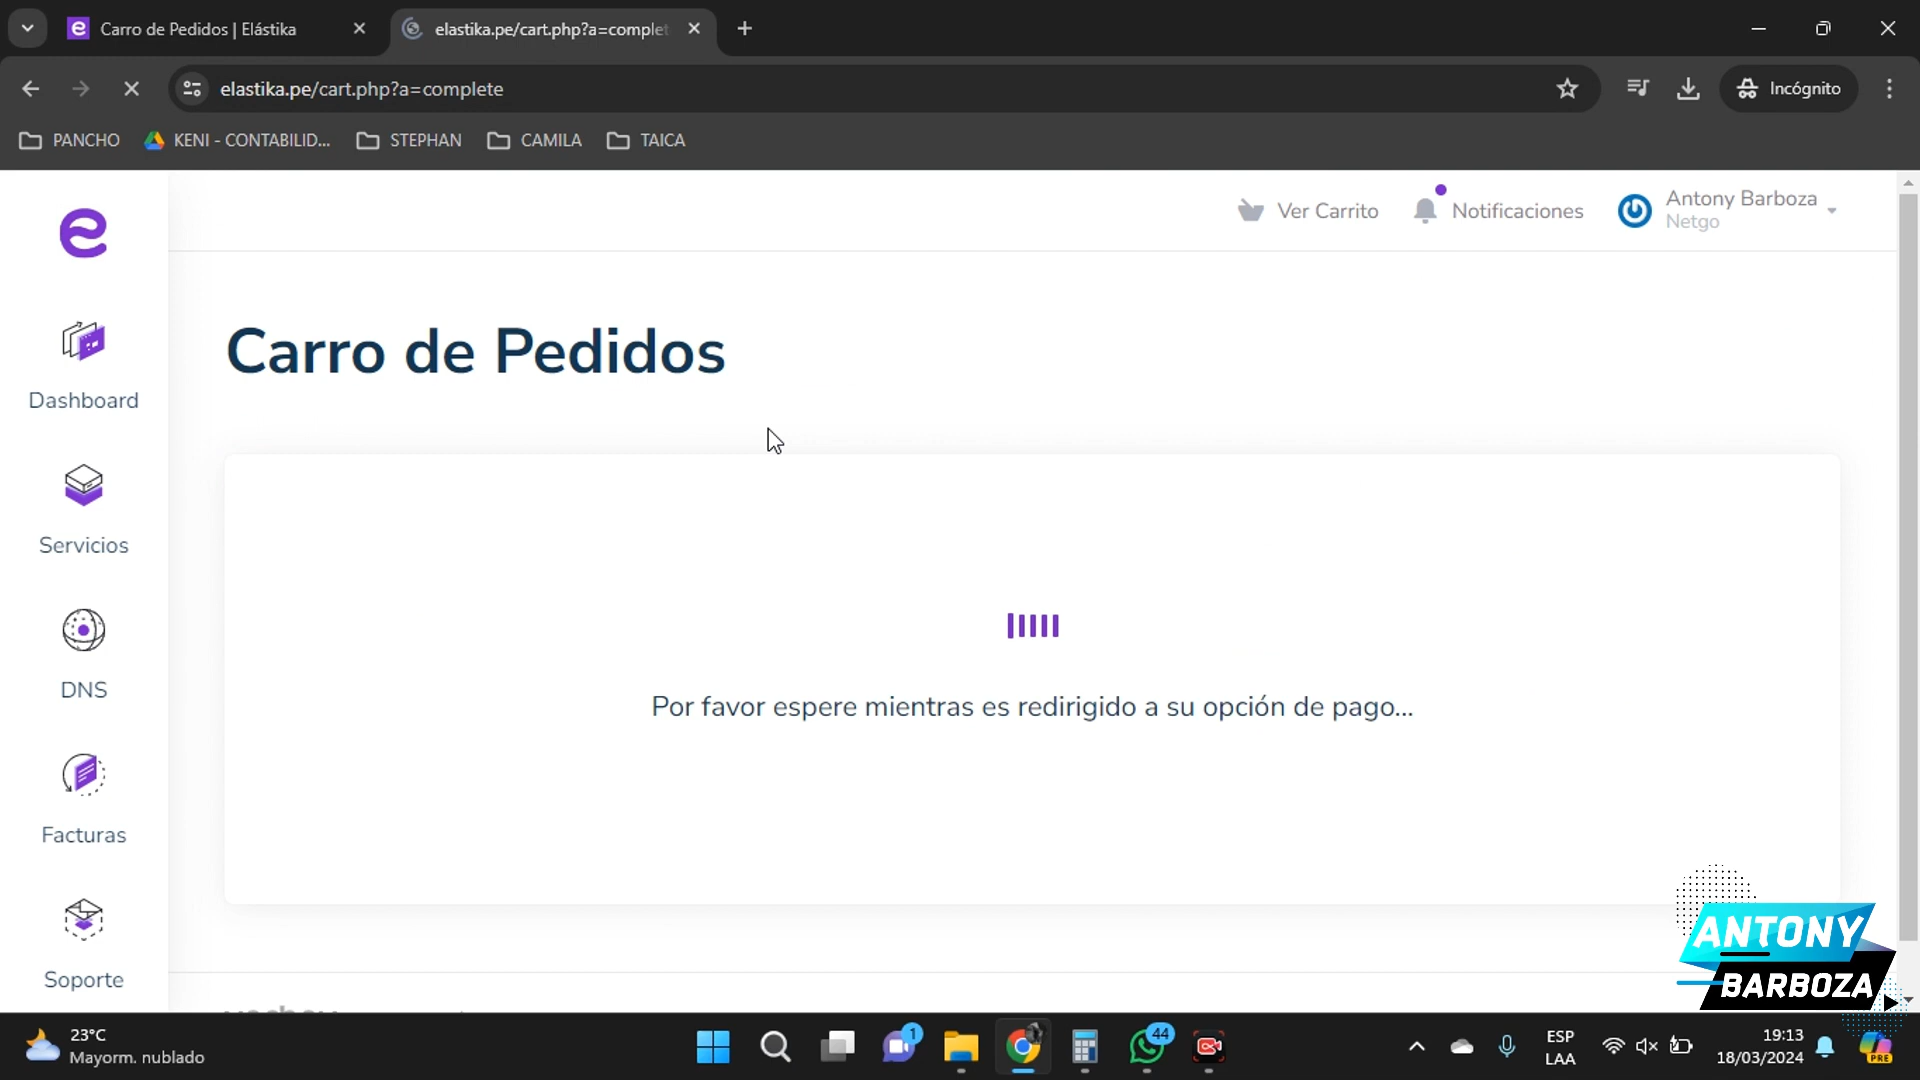 Carro de Pedidos | Elástika
elastika.pe/cart.php?a=complet
elastika.pe/cart.php?a=complete
Incógnito
PANCHO
KENI - CONTABILID...
STEPHAN
CAMILA
TAICA
Ver Carrito
Notificaciones
Antony Barboza
Netgo
Carro de Pedidos
Dashboard
Servicios
DNS
Facturas
Soporte
Por favor espere mientras es redirigido a su opción de pago...
ANTONY
BARBOZA
23°C
Mayorm. nublado
1
44
ESP
LAA
19:13
18/03/2024
PRE